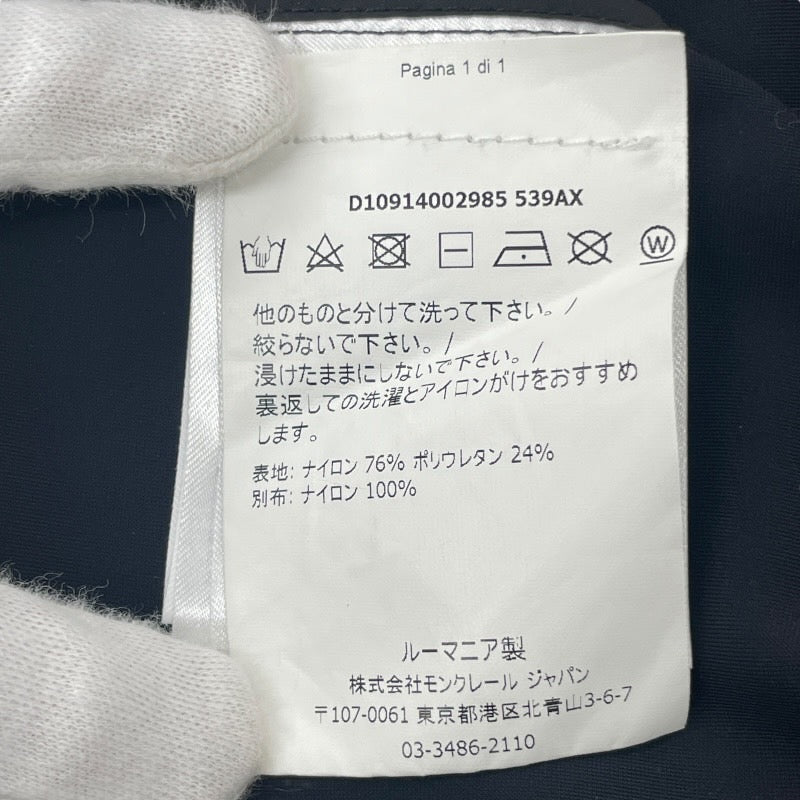 Pagina 1 di 1
D10914002985 539AX
W
他のものと分けて洗って下さい。/
絞らないで下さい。/
浸けたままにしないで下さい。/
裏返しての洗濯とアイロンがけをおすすめ
します。
表地: ナイロン 76% ポリウレタン 24%
別布: ナイロン 100%
ルーマニア製
株式会社モンクレール ジャパン
〒107-0061 東京都港区北青山3-6-7
03-3486-2110